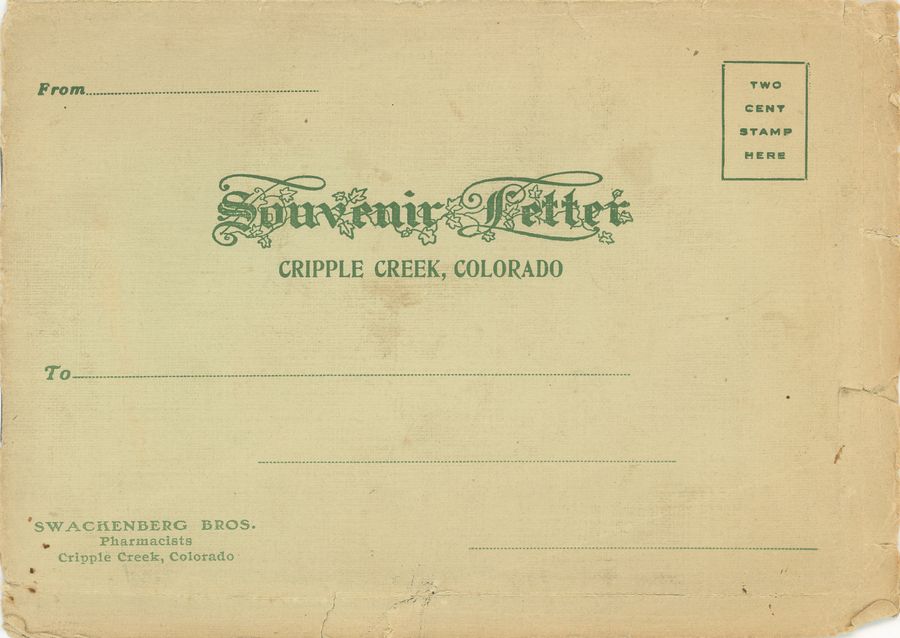 From
TWO
CENT
STAMP
HERE
Souvenir Letter
CRIPPLE CREEK, COLORADO
To
SWACKENBERG BROS.
Pharmacists
Cripple Creek, Colorado